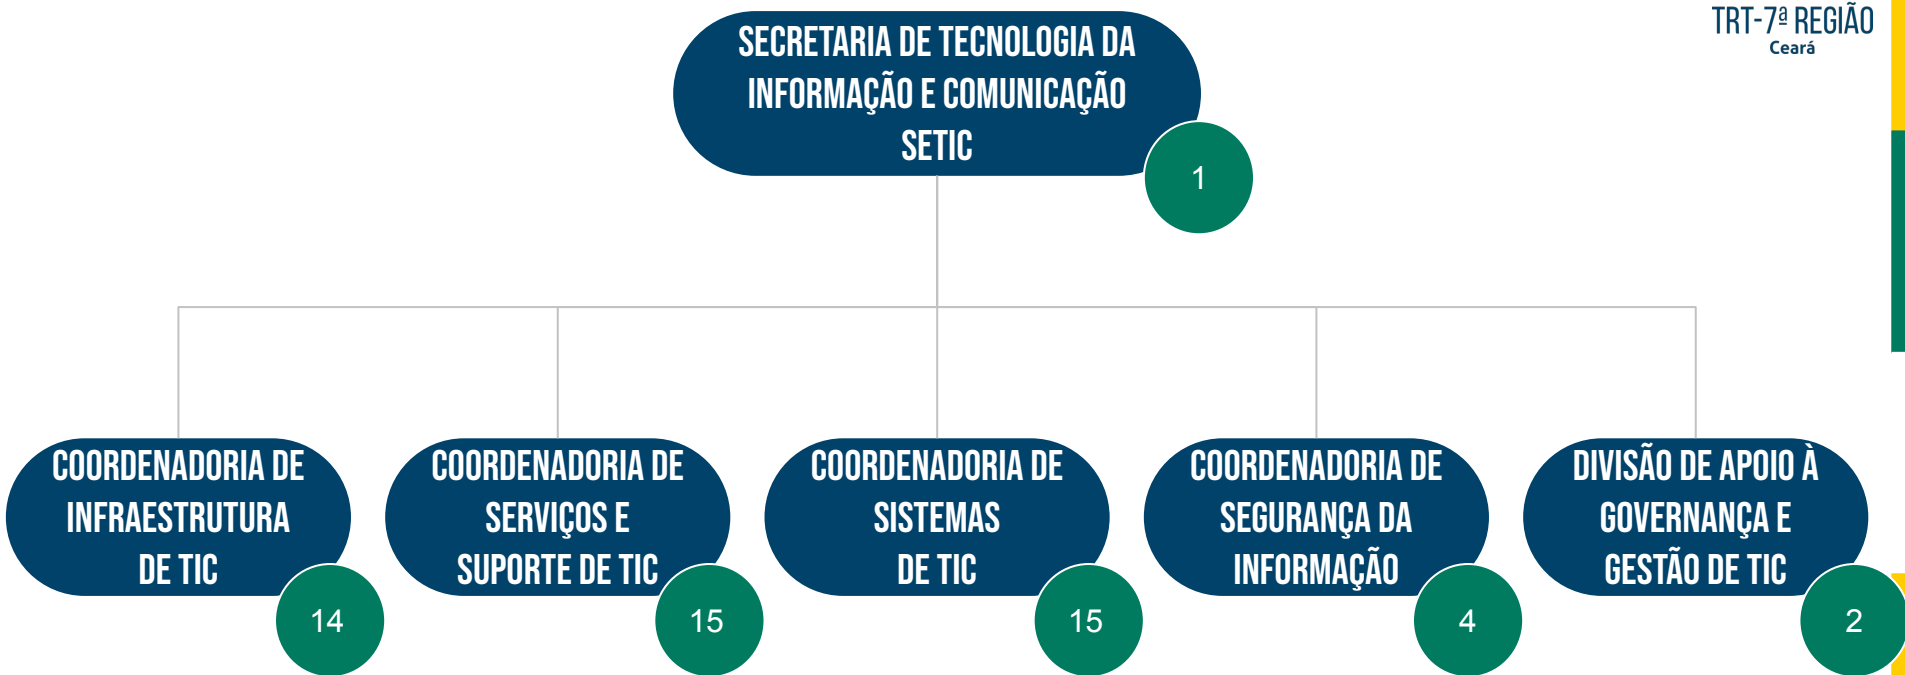 TRT-7ª REGIÃO
Ceará
SECRETARIA DE TECNOLOGIA DA
INFORMAÇÃO E COMUNICAÇÃO
SETIC
1
COORDENADORIA DE
INFRAESTRUTURA
DE TIC
14
COORDENADORIA DE
SERVIÇOS E
SUPORTE DE TIC
15
COORDENADORIA DE
SISTEMAS
DE TIC
15
COORDENADORIA DE
SEGURANÇA DA
INFORMAÇÃO
4
DIVISÃO DE APOIO À
GOVERNANÇA E
GESTÃO DE TIC
2